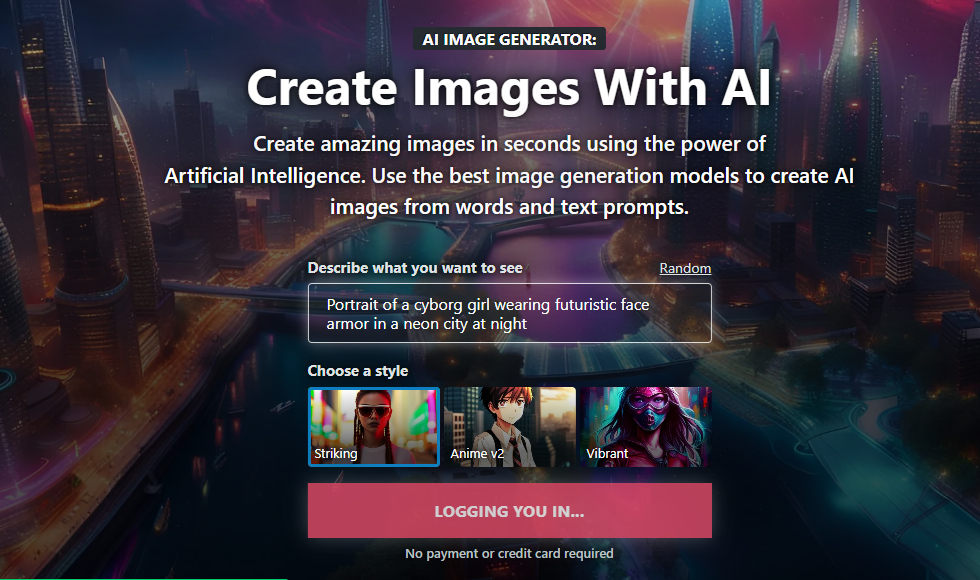 AI IMAGE GENERATOR:
Create Images With AI
Create amazing images in seconds using the power of
Artificial Intelligence. Use the best image generation models to create AI
images from words and text prompts.
Describe what you want to see
Random
Portrait of a cyborg girl wearing futuristic face
armor in a neon city at night
Choose a style
Striking
Anime v2
Vibrant
LOGGING YOU IN...
No payment or credit card required